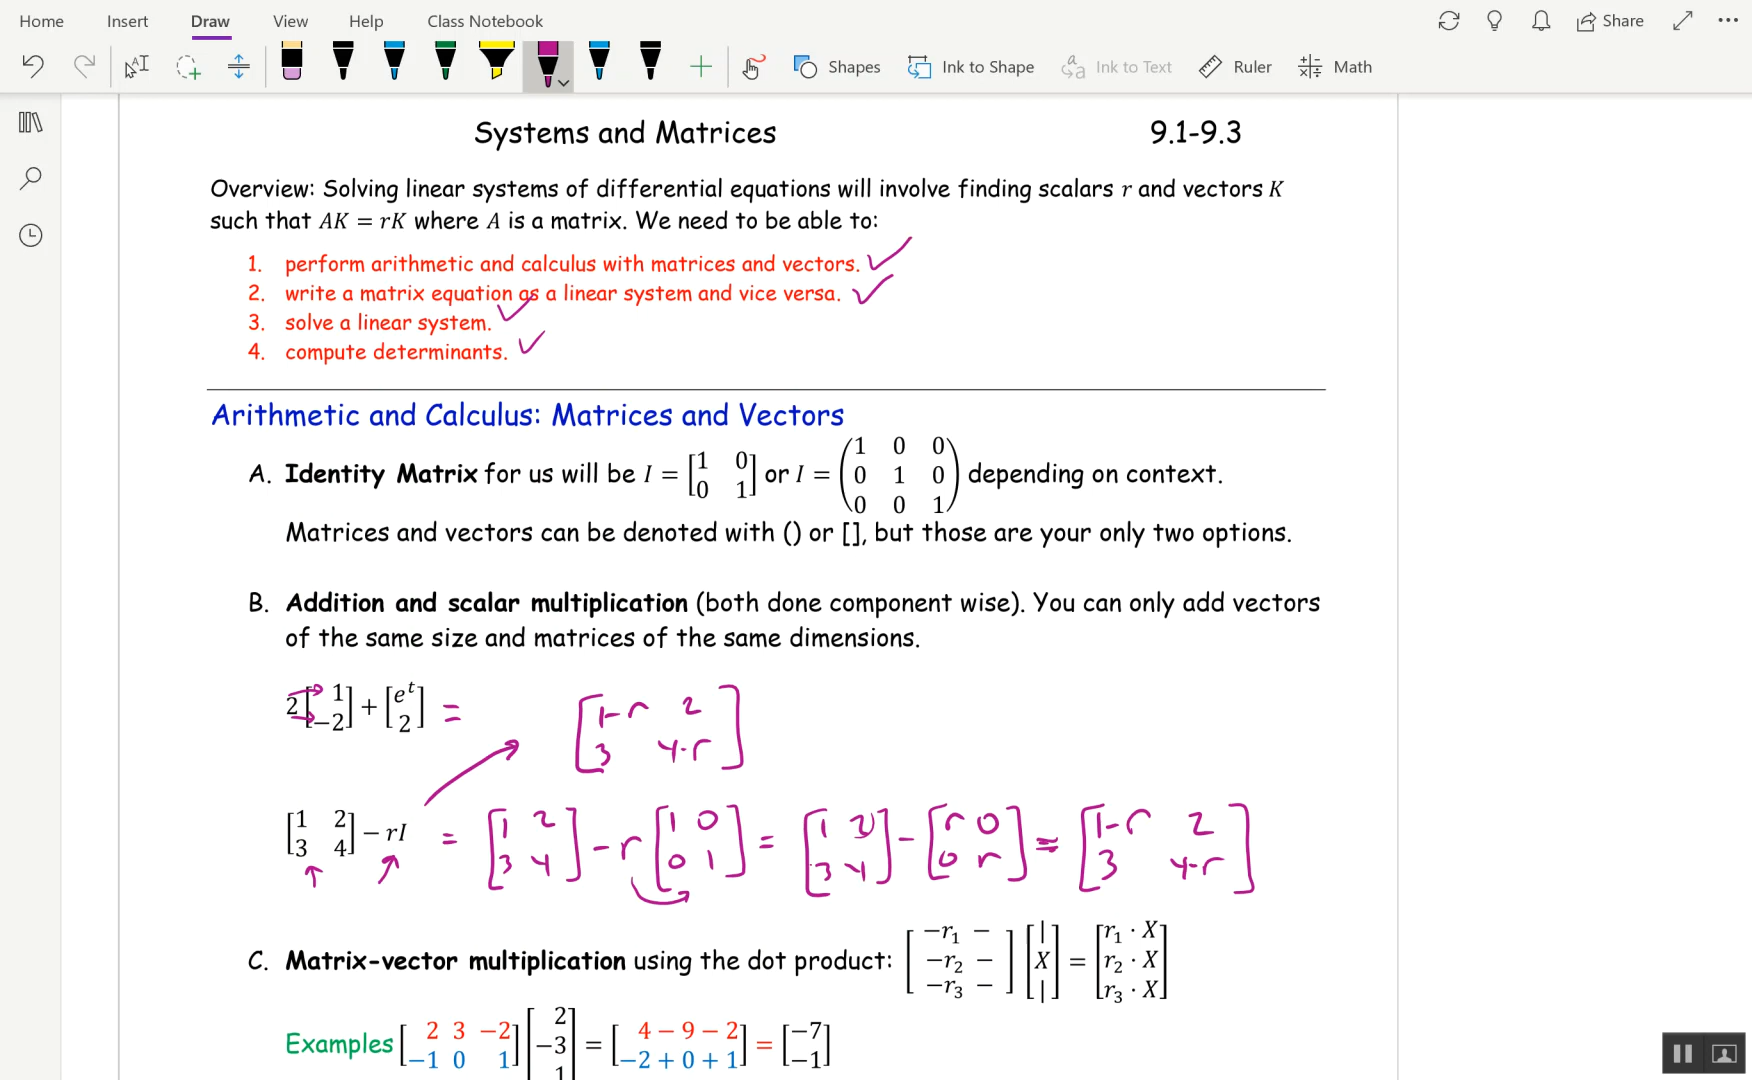 Home Insert Draw View Help Class Notebook Share
Shapes Ink to Shape Ink to Text Ruler Math
Systems and Matrices 9.1-9.3
Overview: Solving linear systems of differential equations will involve finding scalars r and vectors K
such that AK = rK where A is a matrix. We need to be able to:
1. perform arithmetic and calculus with matrices and vectors.
2. write a matrix equation as a linear system and vice versa.
3. solve a linear system.
4. compute determinants.
Arithmetic and Calculus: Matrices and Vectors
A. Identity Matrix for us will be I = [1 0; 0 1] or I = (1 0 0; 0 1 0; 0 0 1) depending on context.
Matrices and vectors can be denoted with () or [], but those are your only two options.
B. Addition and scalar multiplication (both done component wise). You can only add vectors
of the same size and matrices of the same dimensions.
2[1; −2] + [e^t; 2] = [1-r 2; 3 4-r]
[1 2; 3 4] − rI = [1 2; 3 4] − r[1 0; 0 1] = [1 2; 3 4] − [r 0; 0 r] = [1-r 2; 3 4-r]
C. Matrix-vector multiplication using the dot product: [−r₁ −; −r₂ −; −r₃ −] [|; X; |] = [r₁ · X; r₂ · X; r₃ · X]
Examples [2 3 −2; −1 0 1] [2; −3; 1] = [4 − 9 − 2; −2 + 0 + 1] = [−7; −1]